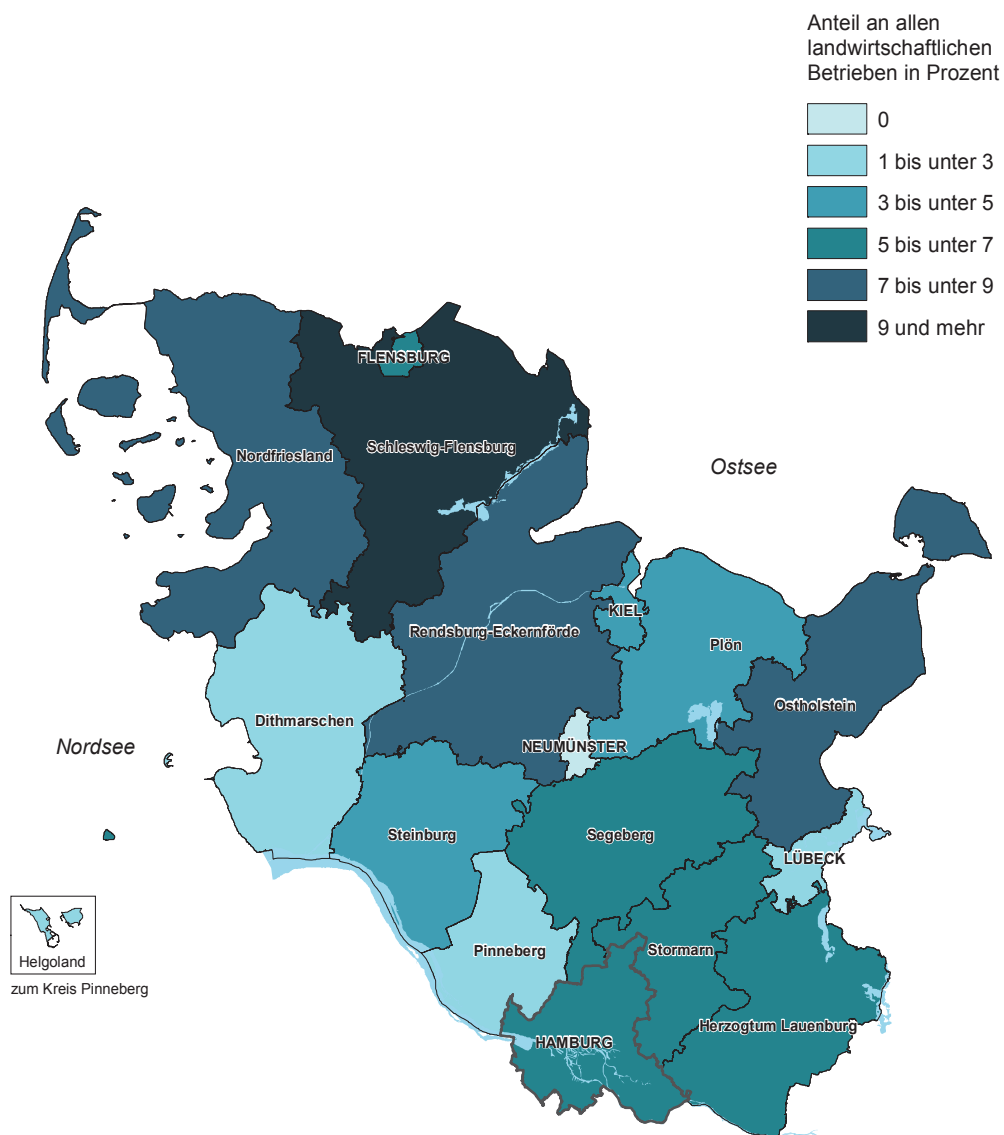 Anteil an allen
landwirtschaftlichen
Betrieben in Prozent
0
1 bis unter 3
3 bis unter 5
5 bis unter 7
7 bis unter 9
9 und mehr
FLENSBURG
Schleswig-Flensburg
Nordfriesland
Ostsee
KIEL
Rendsburg-Eckernförde
Plön
Ostholstein
Dithmarschen
Nordsee
NEUMÜNSTER
Steinburg
Segeberg
LÜBECK
Pinneberg
Stormarn
Helgoland
zum Kreis Pinneberg
Herzogtum Lauenburg
HAMBURG